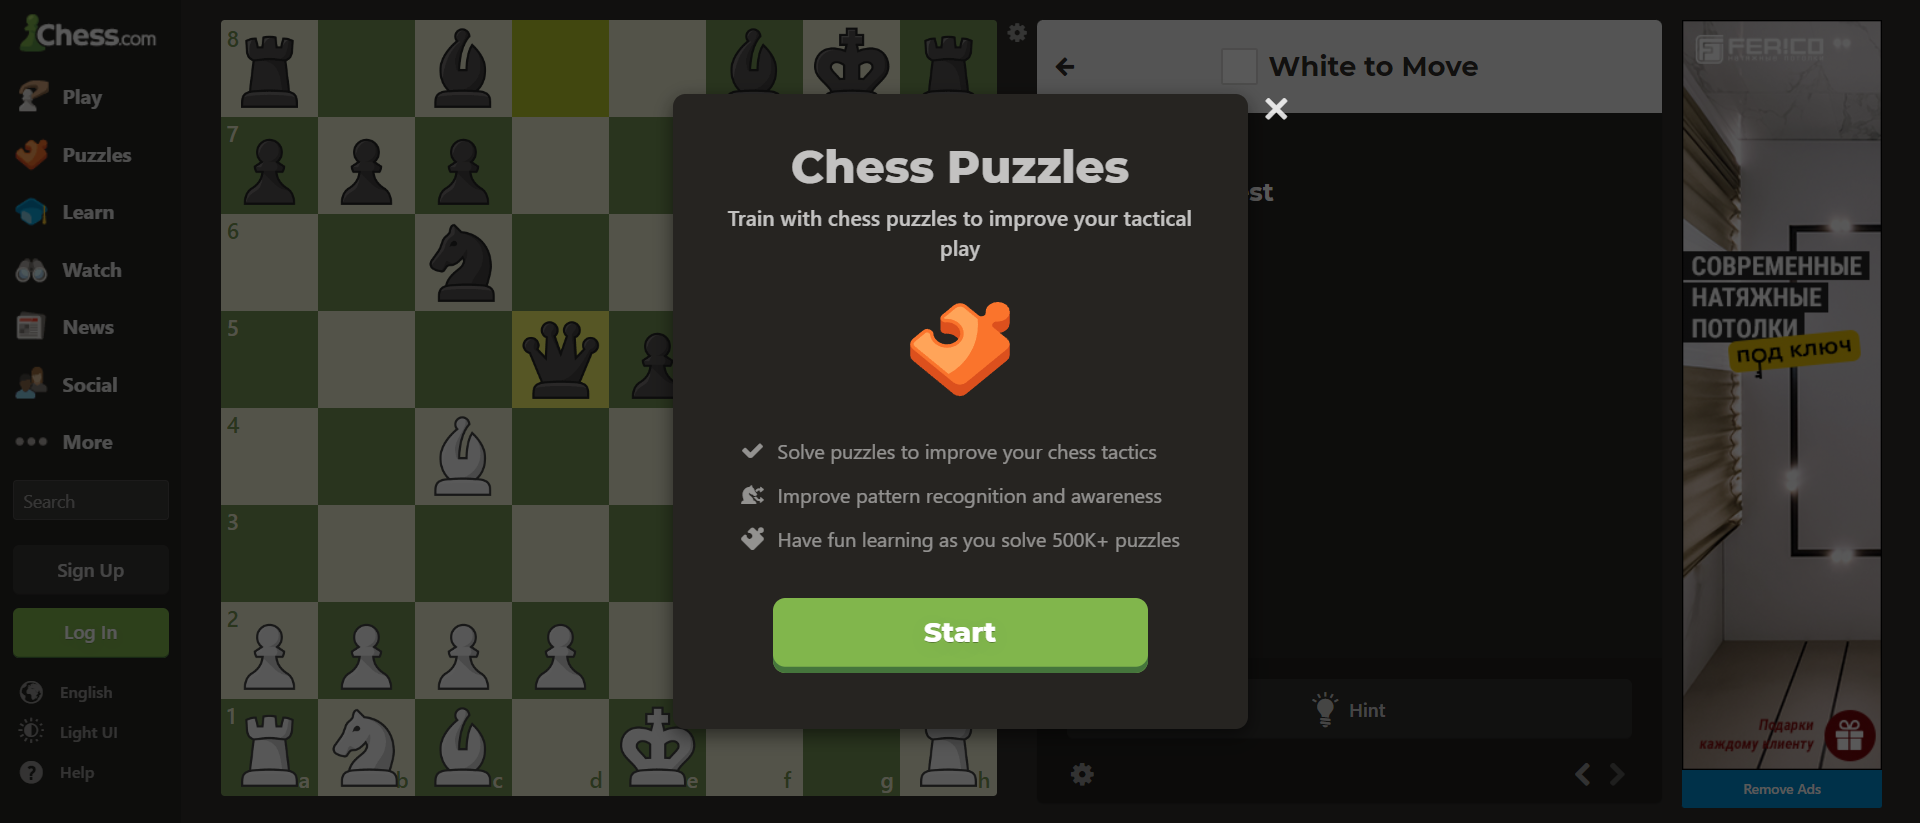 Chess.com
Play
Puzzles
Learn
Watch
News
Social
More
Search
Sign Up
Log In
English
Light UI
Help
8
7
6
5
4
3
2
1
a
b
c
d
e
f
g
h
White to Move
est
Chess Puzzles
Train with chess puzzles to improve your tactical
play
Solve puzzles to improve your chess tactics
Improve pattern recognition and awareness
Have fun learning as you solve 500K+ puzzles
Start
Hint
FERICO
СОВРЕМЕННЫЕ
НАТЯЖНЫЕ
ПОТОЛКИ
ПОД КЛЮЧ
Подарки
каждому клиенту
Remove Ads